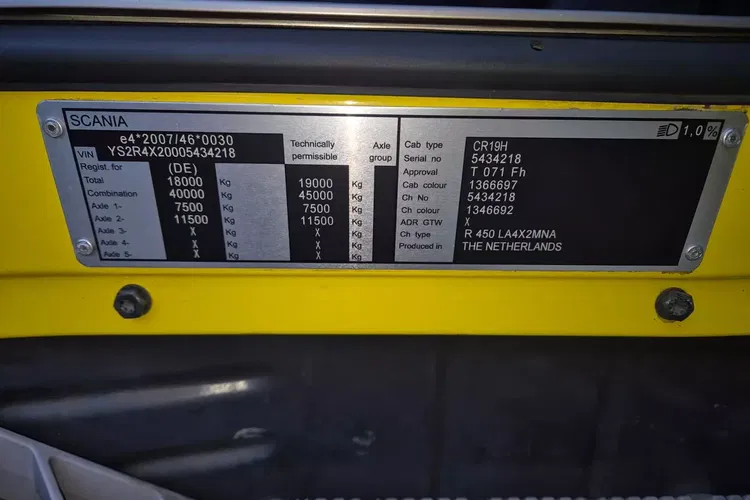 SCANIA
e4*2007/46*0030
VIN YS2R4X20005434218
Technically permissible
Axle group
Regist. for (DE)
Total 18000 Kg 19000 Kg
Combination 40000 Kg 45000 Kg
Axle 1- 7500 Kg 7500 Kg
Axle 2- 11500 Kg 11500 Kg
Axle 3- X Kg X Kg
Axle 4- X Kg X Kg
Axle 5- X Kg X Kg
1,0 %
Cab type CR19H
Serial no 5434218
Approval T 071 Fh
Cab colour 1366697
Ch No 5434218
Ch colour 1346692
ADR GTW X
Ch type R 450 LA4X2MNA
Produced in THE NETHERLANDS